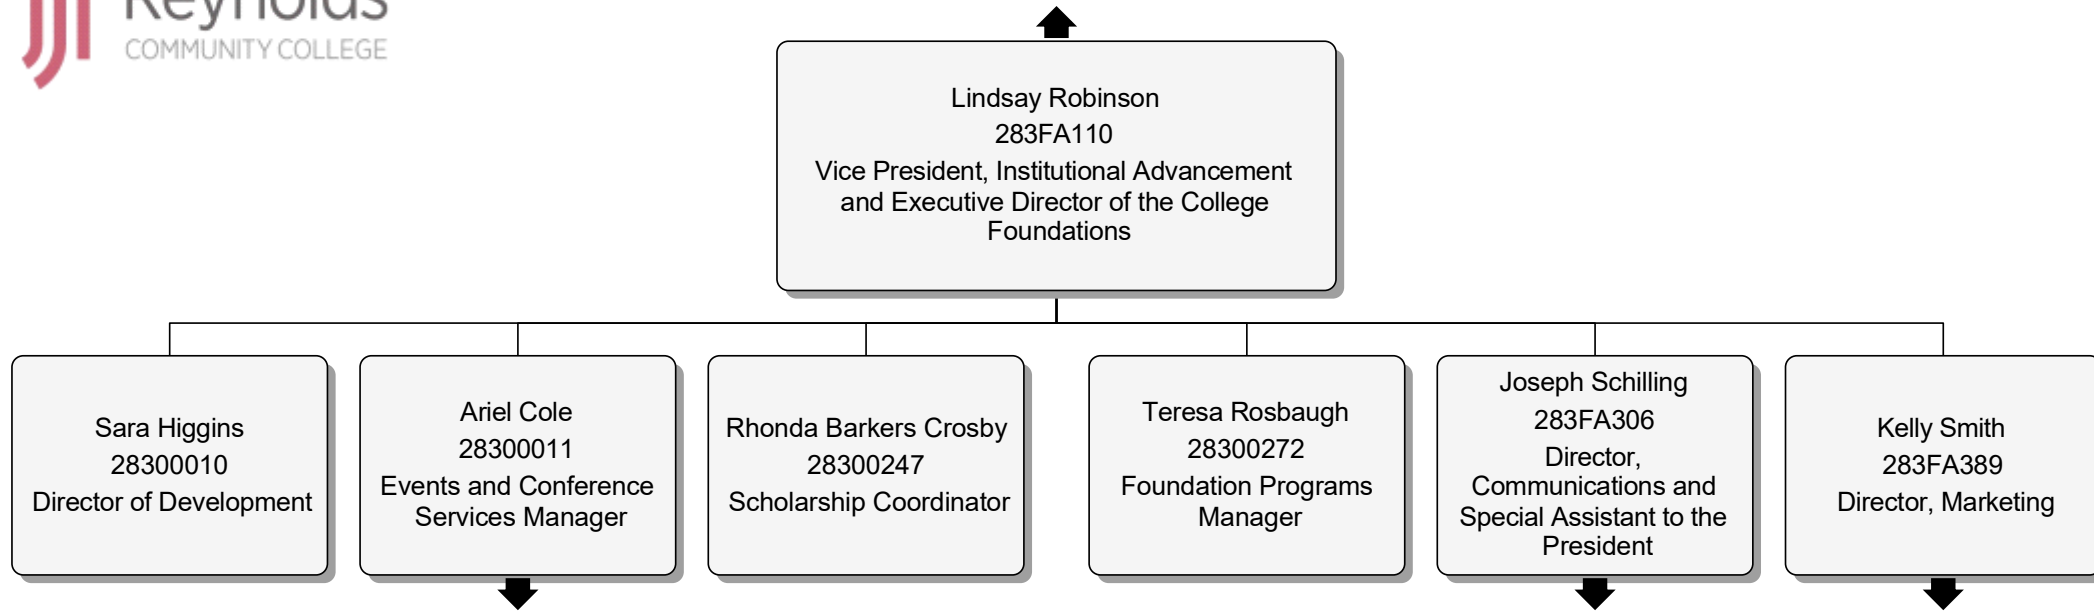 Reynolds
COMMUNITY COLLEGE
Lindsay Robinson
283FA110
Vice President, Institutional Advancement
and Executive Director of the College
Foundations
Sara Higgins
28300010
Director of Development
Ariel Cole
28300011
Events and Conference
Services Manager
Rhonda Barkers Crosby
28300247
Scholarship Coordinator
Teresa Rosbaugh
28300272
Foundation Programs
Manager
Joseph Schilling
283FA306
Director,
Communications and
Special Assistant to the
President
Kelly Smith
283FA389
Director, Marketing